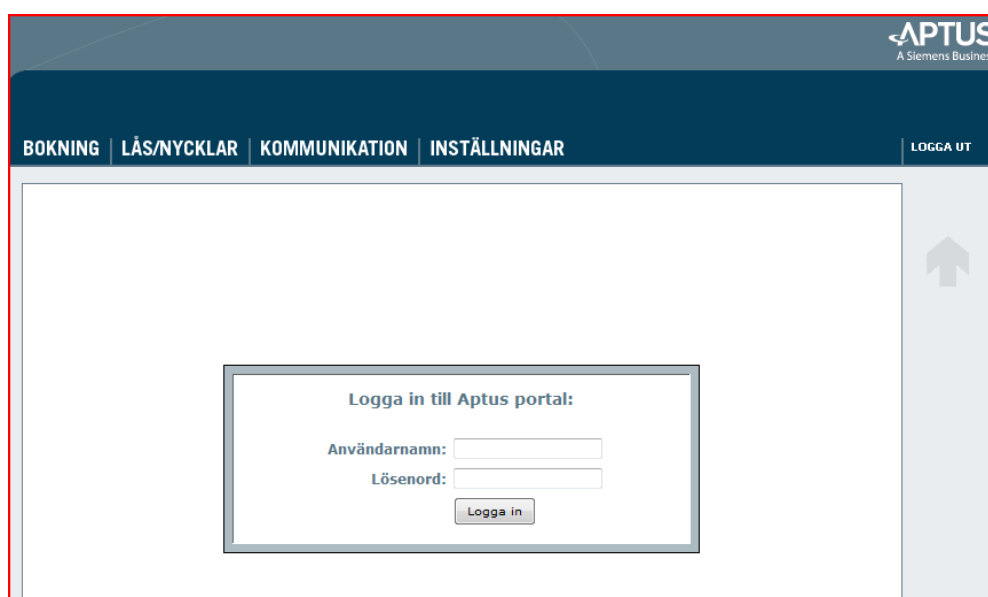 APTUS
A Siemens Busines
BOKNING LÅS/NYCKLAR KOMMUNIKATION INSTÄLLNINGAR LOGGA UT
Logga in till Aptus portal:
Användarnamn:
Lösenord:
Logga in